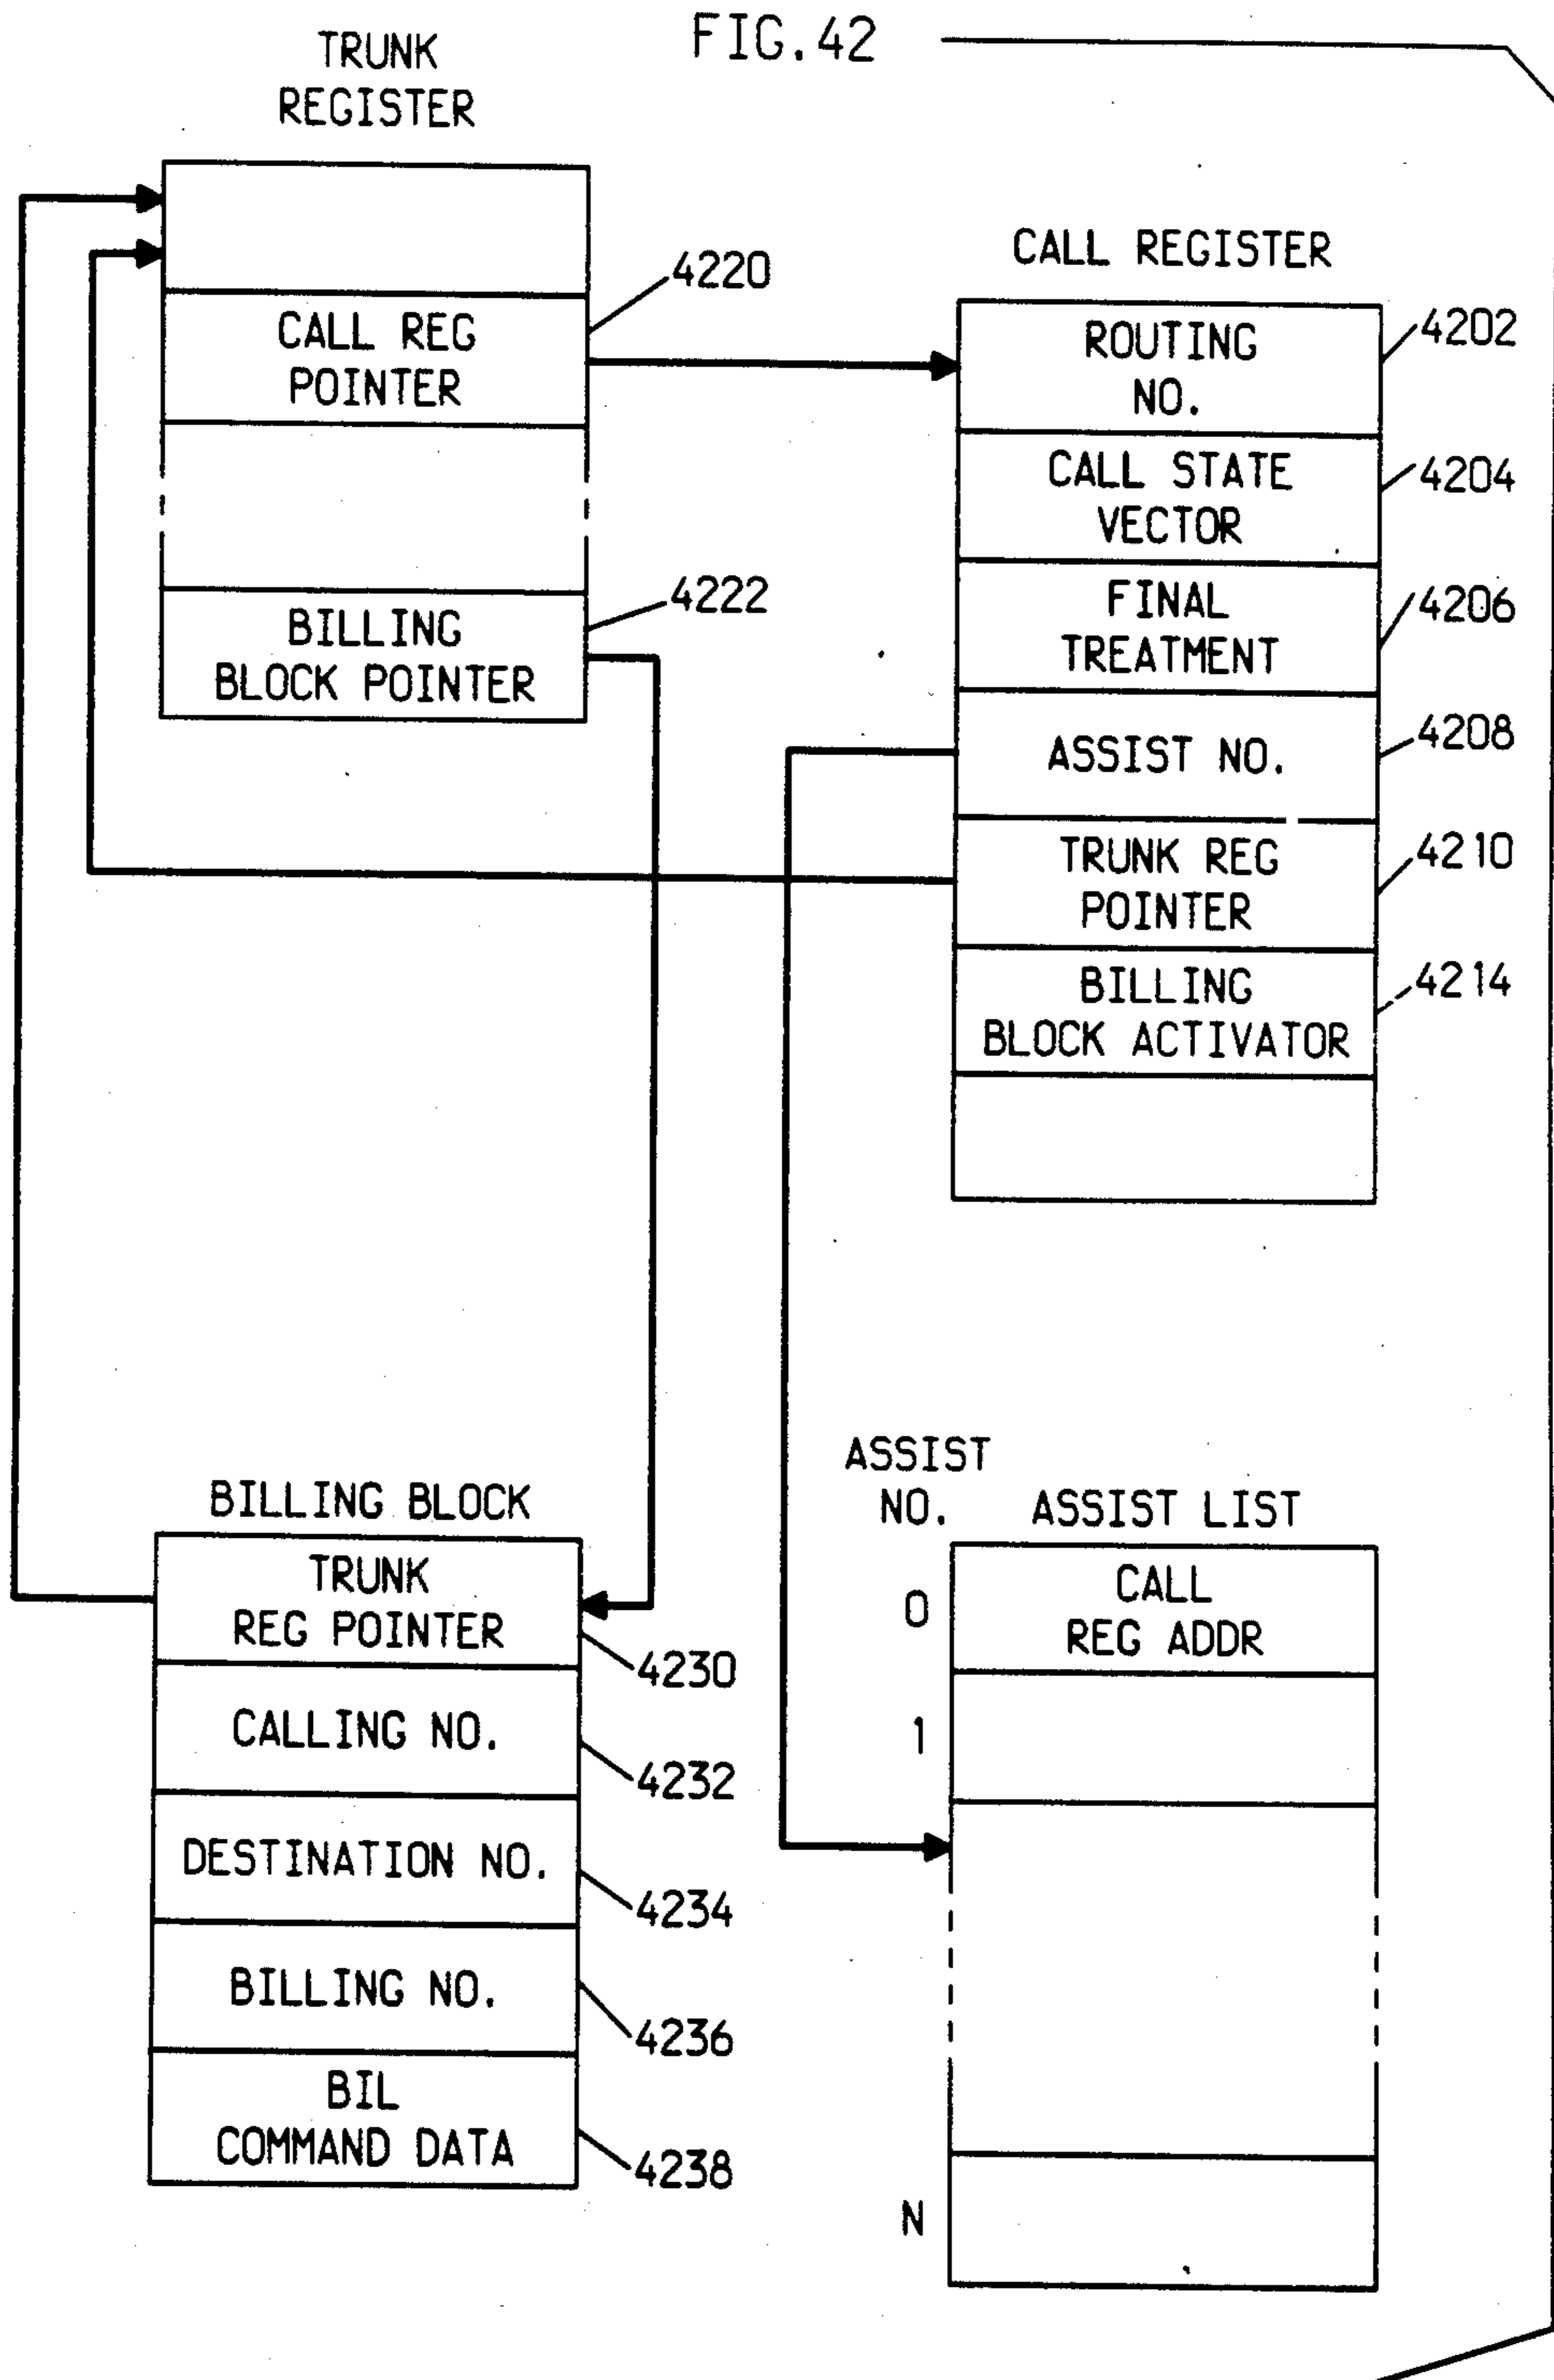 FIG.42
TRUNK
REGISTER
CALL REG
POINTER
4220
BILLING
BLOCK POINTER
4222
CALL REGISTER
ROUTING
NO.
4202
CALL STATE
VECTOR
4204
FINAL
TREATMENT
4206
ASSIST NO.
4208
TRUNK REG
POINTER
4210
BILLING
BLOCK ACTIVATOR
4214
BILLING BLOCK
TRUNK
REG POINTER
4230
CALLING NO.
4232
DESTINATION NO.
4234
BILLING NO.
4236
BIL
COMMAND DATA
4238
ASSIST
NO.
ASSIST LIST
0
CALL
REG ADDR
1
N